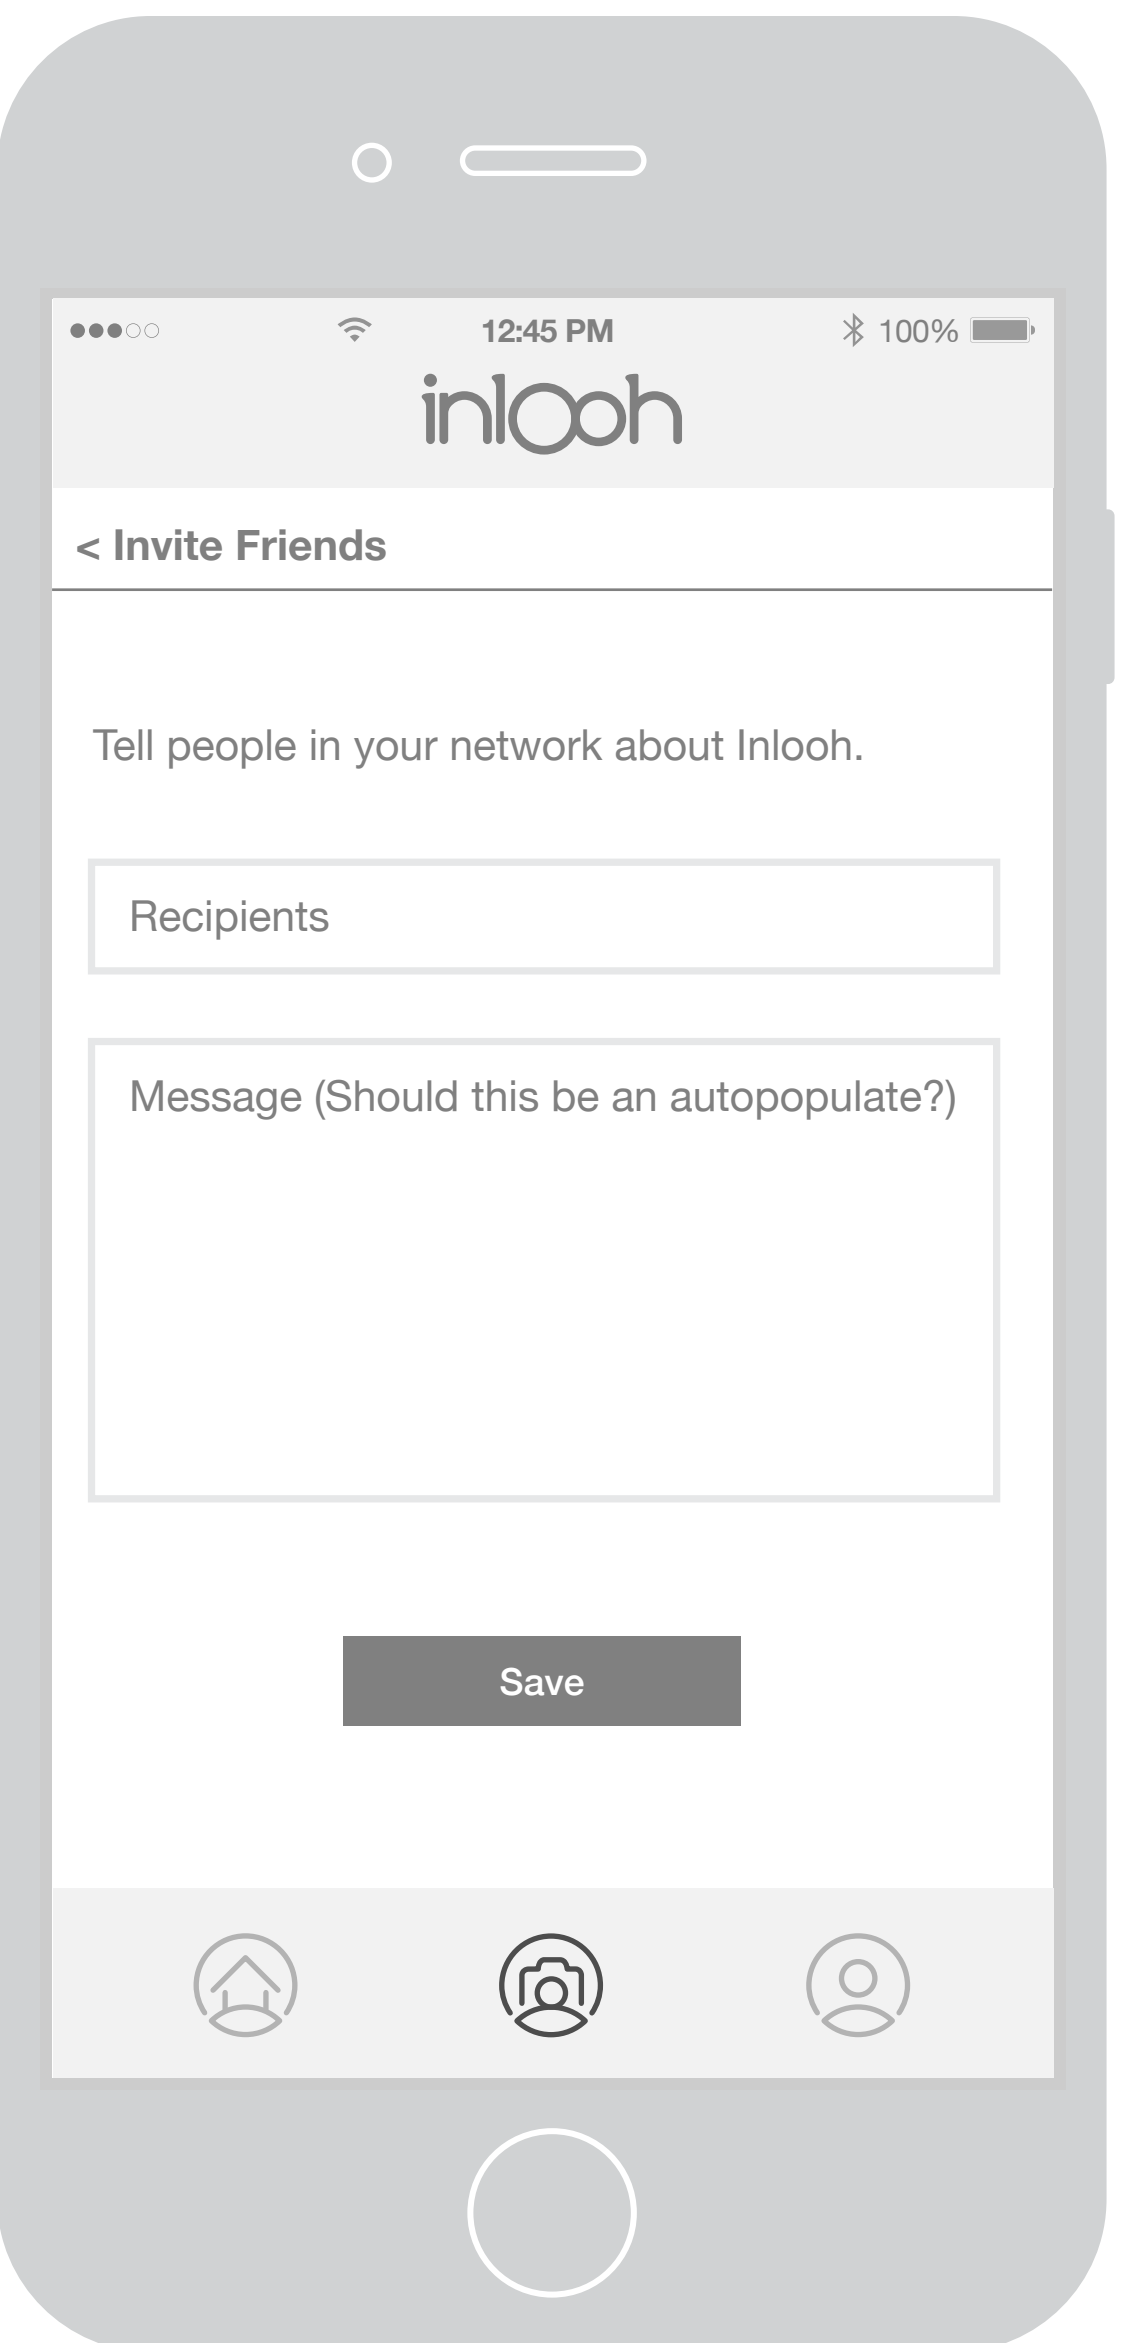 12:45 PM 100%
inlooh
< Invite Friends
Tell people in your network about Inlooh.
Recipients
Message (Should this be an autopopulate?)
Save